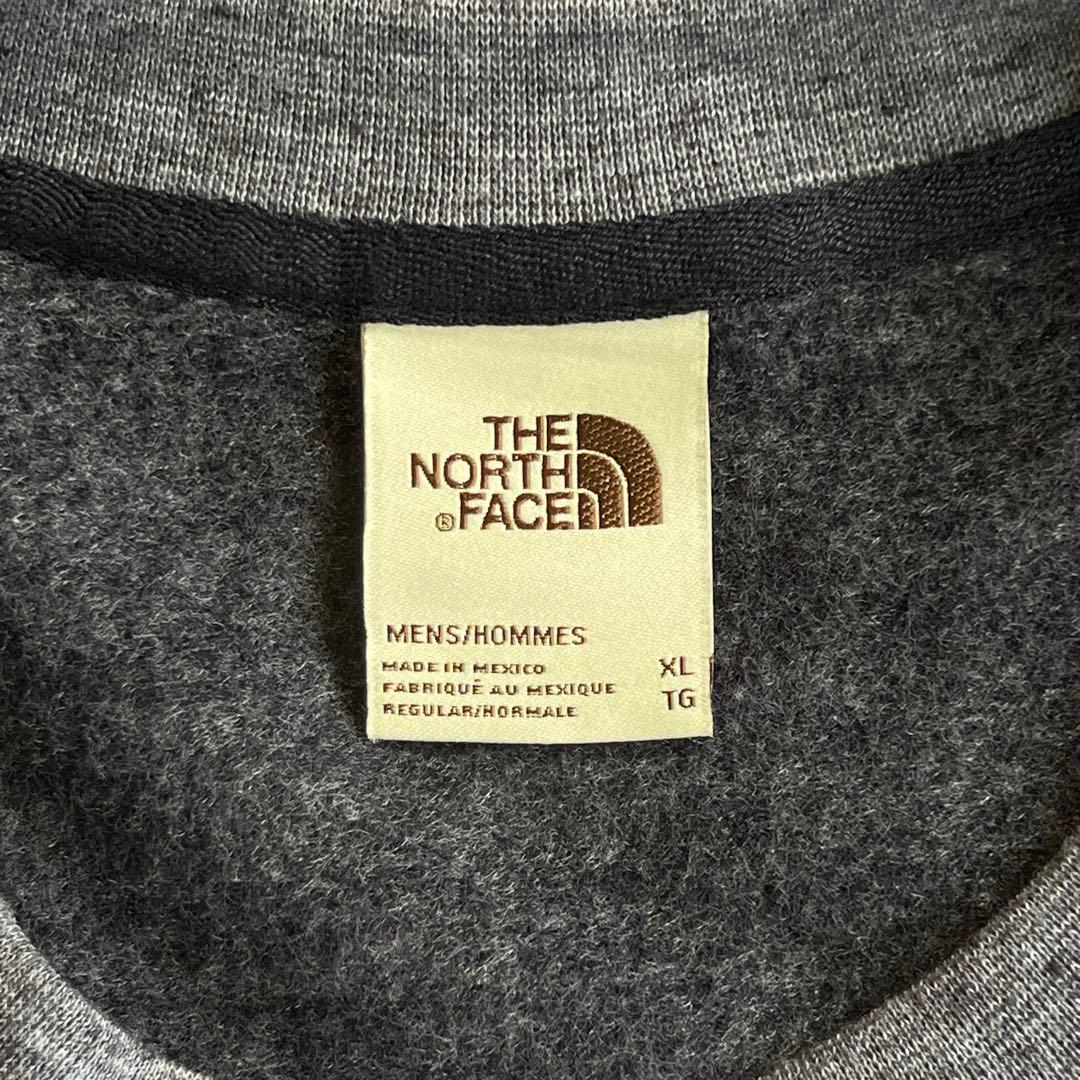 THE
NORTH
® FACE
MENS/HOMMES
MADE IN MEXICO
FABRIQUÉ AU MEXIQUE
REGULAR/NORMALE
XL
TG